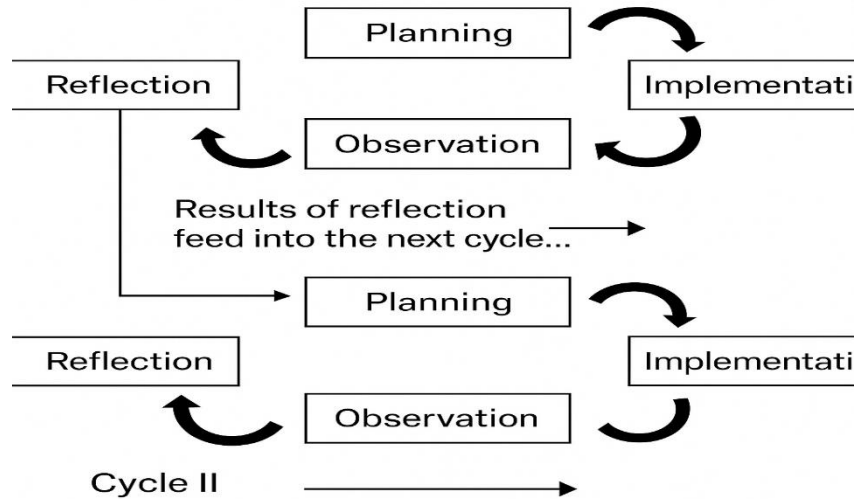 Planning
Reflection
Implementati
Observation
Results of reflection
feed into the next cycle...
Planning
Reflection
Implementati
Observation
Cycle II